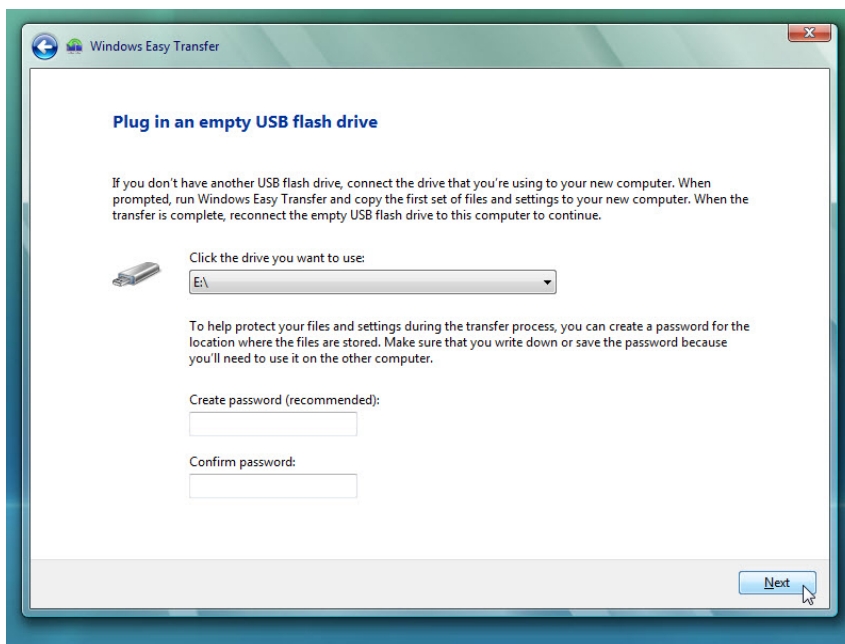 Windows Easy Transfer
Plug in an empty USB flash drive
If you don't have another USB flash drive, connect the drive that you're using to your new computer. When
prompted, run Windows Easy Transfer and copy the first set of files and settings to your new computer. When the
transfer is complete, reconnect the empty USB flash drive to this computer to continue.
Click the drive you want to use:
E:\
To help protect your files and settings during the transfer process, you can create a password for the
location where the files are stored. Make sure that you write down or save the password because
you'll need to use it on the other computer.
Create password (recommended):
Confirm password:
Next